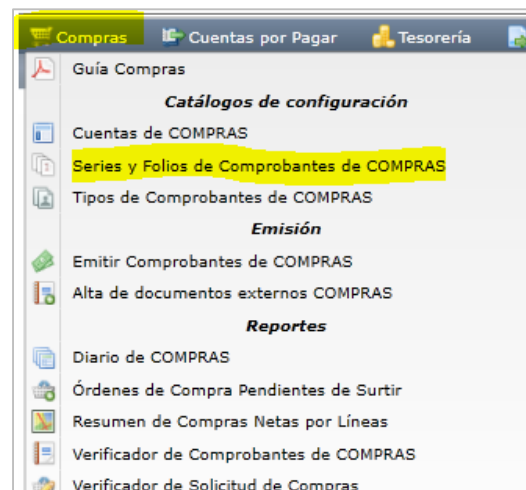 Compras Cuentas por Pagar Tesorería
Guía Compras
Catálogos de configuración
Cuentas de COMPRAS
Series y Folios de Comprobantes de COMPRAS
Tipos de Comprobantes de COMPRAS
Emisión
Emitir Comprobantes de COMPRAS
Alta de documentos externos COMPRAS
Reportes
Diario de COMPRAS
Órdenes de Compra Pendientes de Surtir
Resumen de Compras Netas por Líneas
Verificador de Comprobantes de COMPRAS
Verificador de Solicitud de Compras